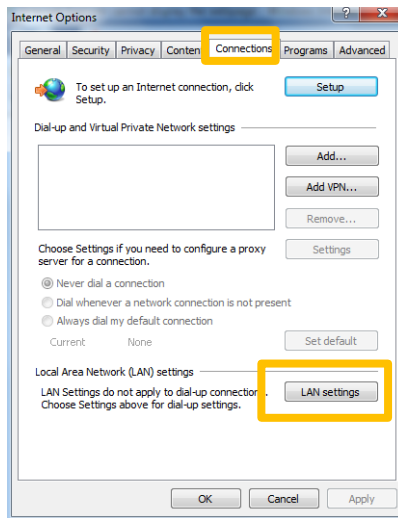 Internet Options
General Security Privacy Content Connections Programs Advanced
To set up an Internet connection, click
Setup.
Setup
Dial-up and Virtual Private Network settings
Add...
Add VPN...
Remove...
Choose Settings if you need to configure a proxy
server for a connection.
Settings
Never dial a connection
Dial whenever a network connection is not present
Always dial my default connection
Current None
Set default
Local Area Network (LAN) settings
LAN Settings do not apply to dial-up connections.
Choose Settings above for dial-up settings.
LAN settings
OK Cancel Apply